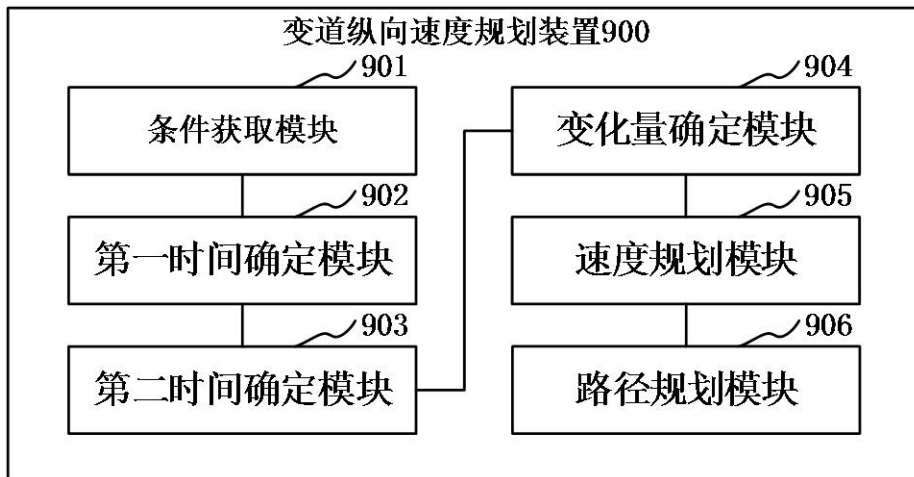 变道纵向速度规划装置900
901
条件获取模块
902
第一时间确定模块
903
第二时间确定模块
904
变化量确定模块
905
速度规划模块
906
路径规划模块